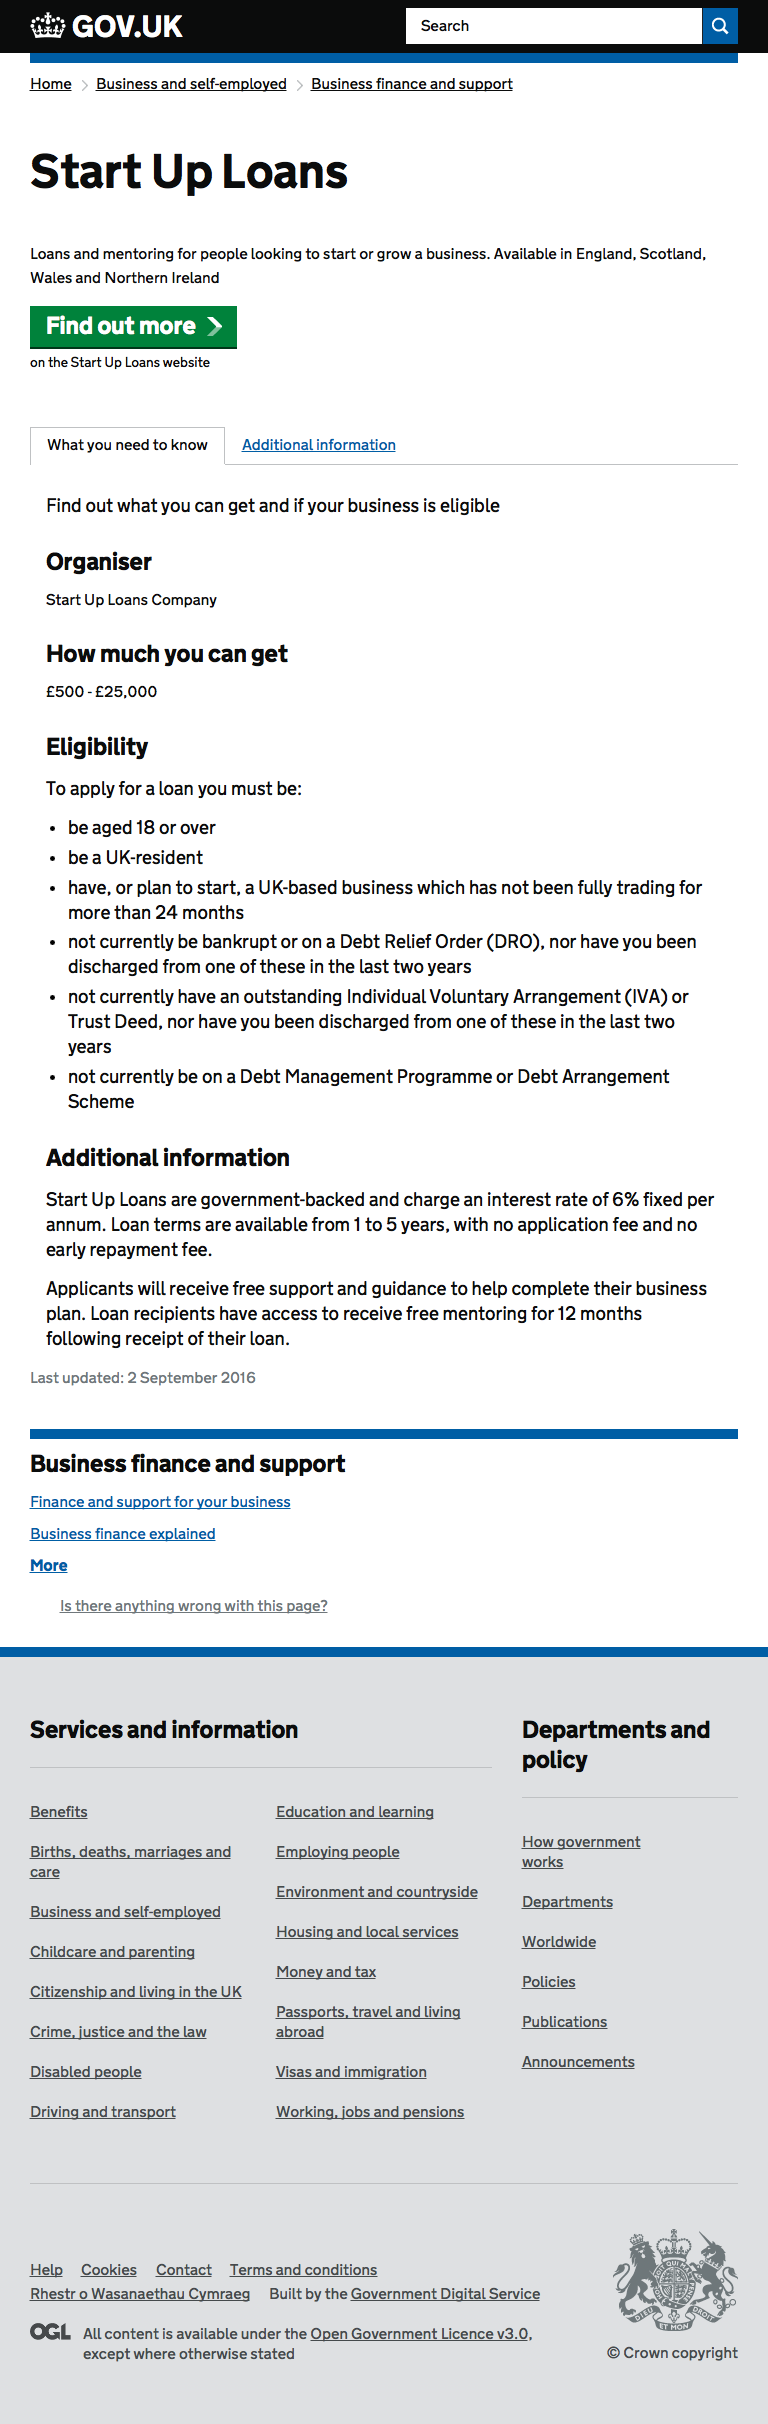 GOV.UK
Search
Home
Business and self-employed
Business finance and support
Start Up Loans
Loans and mentoring for people looking to start or grow a business. Available in England, Scotland,
Wales and Northern Ireland
Find out more
on the Start Up Loans website
What you need to know
Additional information
Find out what you can get and if your business is eligible
Organiser
Start Up Loans Company
How much you can get
£500 - £25,000
Eligibility
To apply for a loan you must be:
• be aged 18 or over
• be a UK-resident
• have, or plan to start, a UK-based business which has not been fully trading for
more than 24 months
• not currently be bankrupt or on a Debt Relief Order (DRO), nor have you been
discharged from one of these in the last two years
• not currently have an outstanding Individual Voluntary Arrangement (IVA) or
Trust Deed, nor have you been discharged from one of these in the last two
years
• not currently be on a Debt Management Programme or Debt Arrangement
Scheme
Additional information
Start Up Loans are government-backed and charge an interest rate of 6% fixed per
annum. Loan terms are available from 1 to 5 years, with no application fee and no
early repayment fee.
Applicants will receive free support and guidance to help complete their business
plan. Loan recipients have access to receive free mentoring for 12 months
following receipt of their loan.
Last updated: 2 September 2016
Business finance and support
Finance and support for your business
Business finance explained
More
Is there anything wrong with this page?
Services and information
Benefits
Births, deaths, marriages and
care
Business and self-employed
Childcare and parenting
Citizenship and living in the UK
Crime, justice and the law
Disabled people
Driving and transport
Education and learning
Employing people
Environment and countryside
Housing and local services
Money and tax
Passports, travel and living
abroad
Visas and immigration
Working, jobs and pensions
Departments and
policy
How government
works
Departments
Worldwide
Policies
Publications
Announcements
Help Cookies Contact Terms and conditions
Rhestr o Wasanaethau Cymraeg Built by the Government Digital Service
OGL
All content is available under the Open Government Licence v3.0,
except where otherwise stated
DIEU ET MON DROIT
© Crown copyright